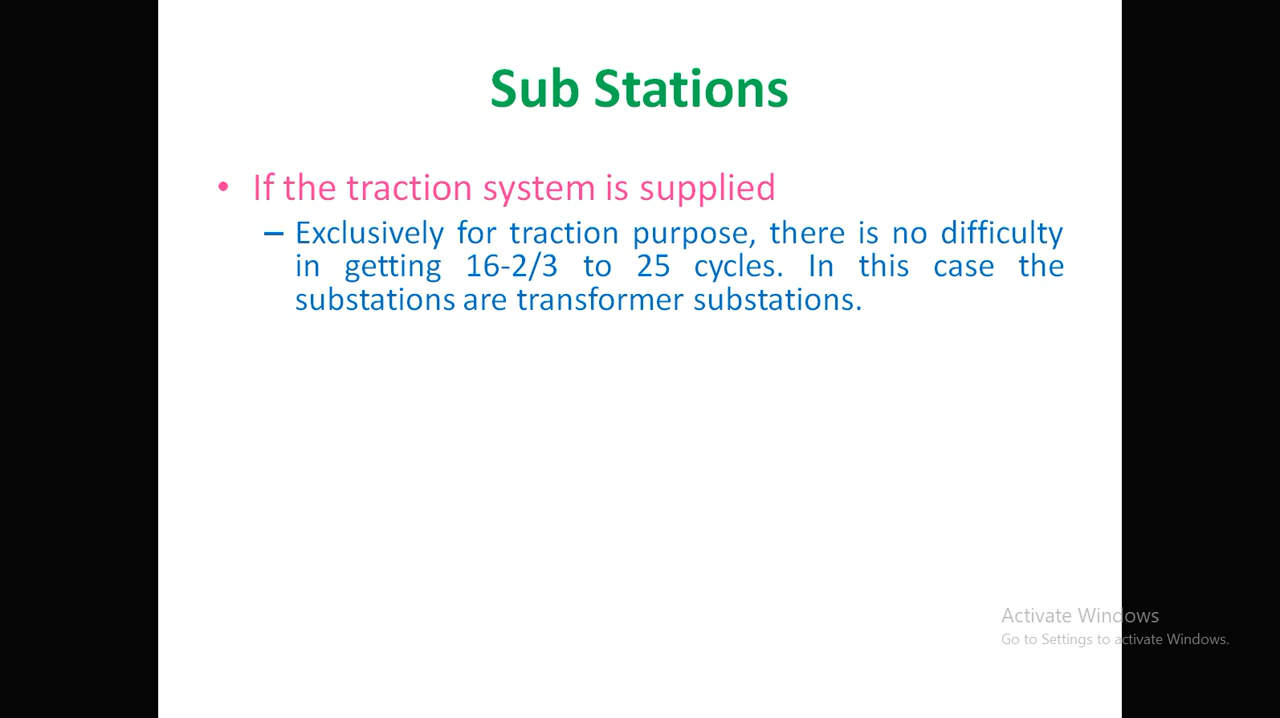 Sub Stations
• If the traction system is supplied
– Exclusively for traction purpose, there is no difficulty
in getting 16-2/3 to 25 cycles. In this case the
substations are transformer substations.
Activate Windows
Go to Settings to activate Windows.